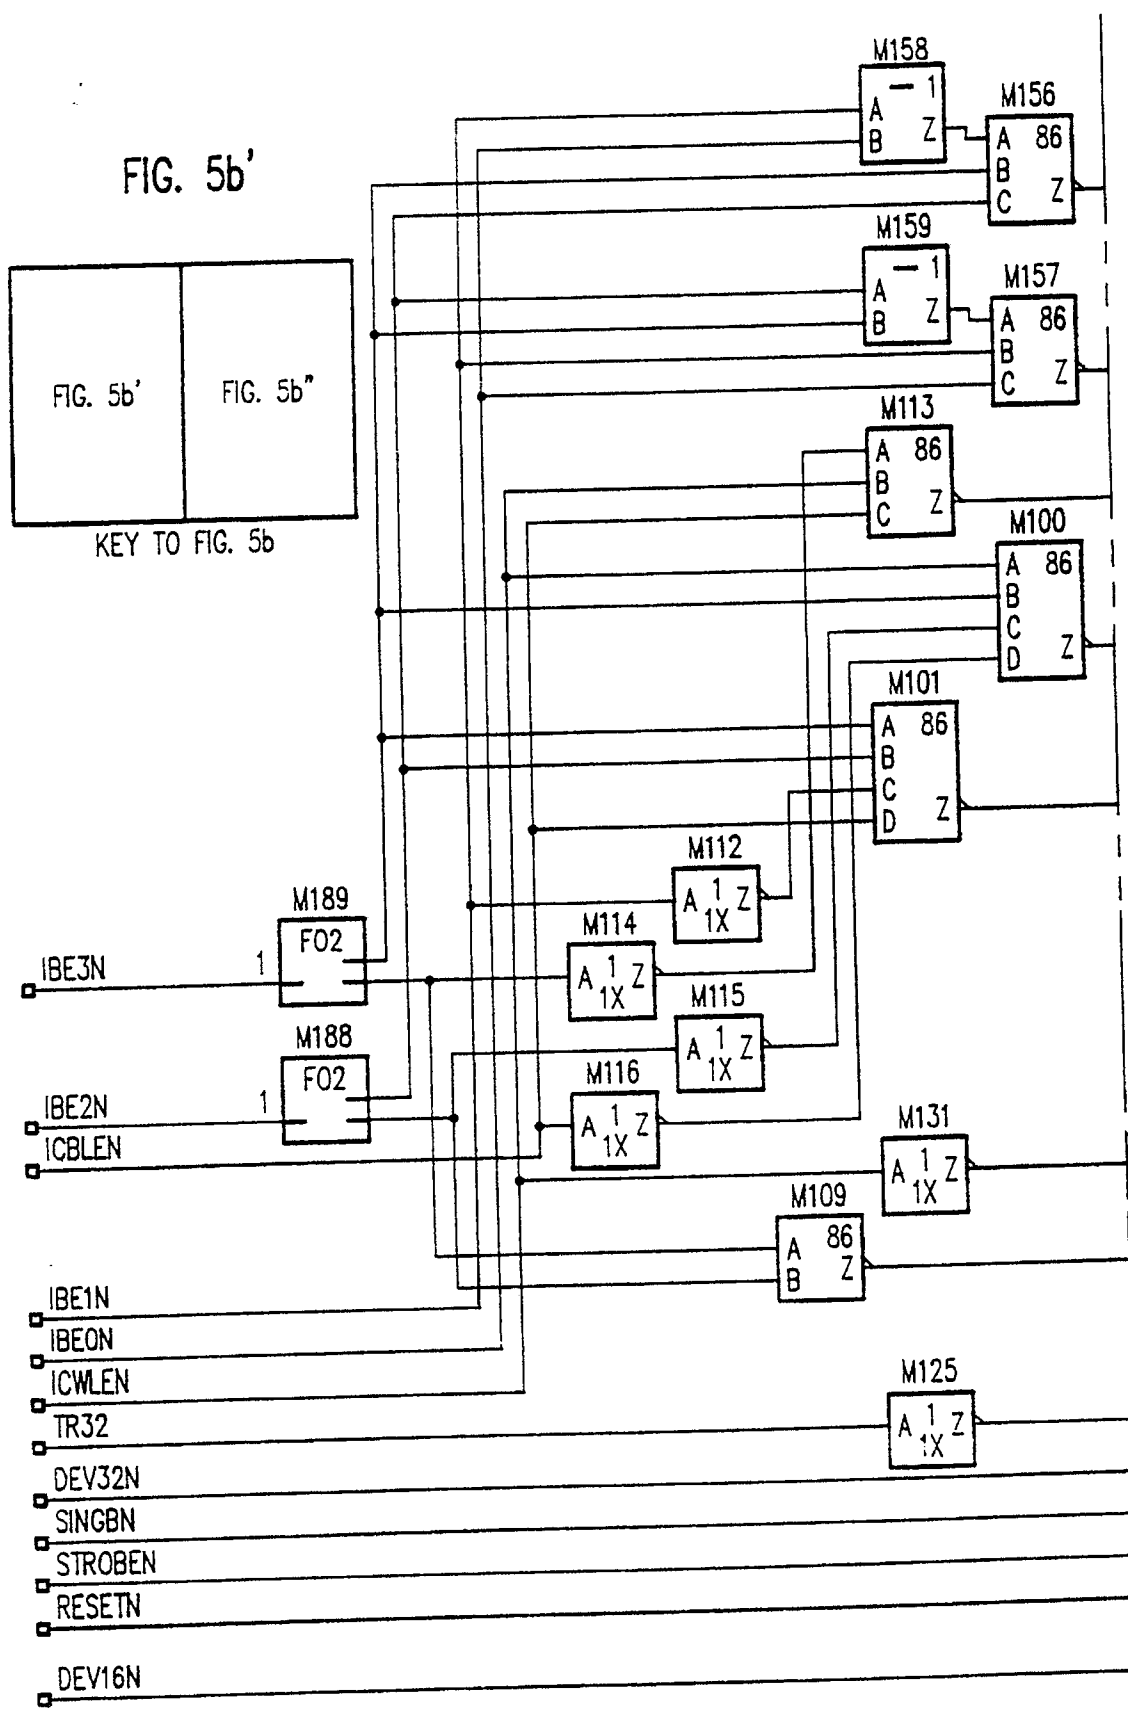 FIG. 5b'
FIG. 5b'
FIG. 5b"
KEY TO FIG. 5b
M158
1
A
B
Z
M156
A 86
B
C
Z
M159
1
A
B
Z
M157
A 86
B
C
Z
M113
A 86
B
C
Z
M100
A 86
B
C
D
Z
M101
A 86
B
C
D
Z
M112
A 1 Z
1X
M189
FO2
1
IBE3N
M114
A 1 Z
1X
M115
A 1 Z
1X
M188
FO2
1
IBE2N
ICBLEN
M116
A 1 Z
1X
M131
A 1 Z
1X
M109
A 86
B Z
IBE1N
IBE0N
ICWLEN
TR32
M125
A 1 Z
1X
DEV32N
SINGBN
STROBEN
RESETN
DEV16N